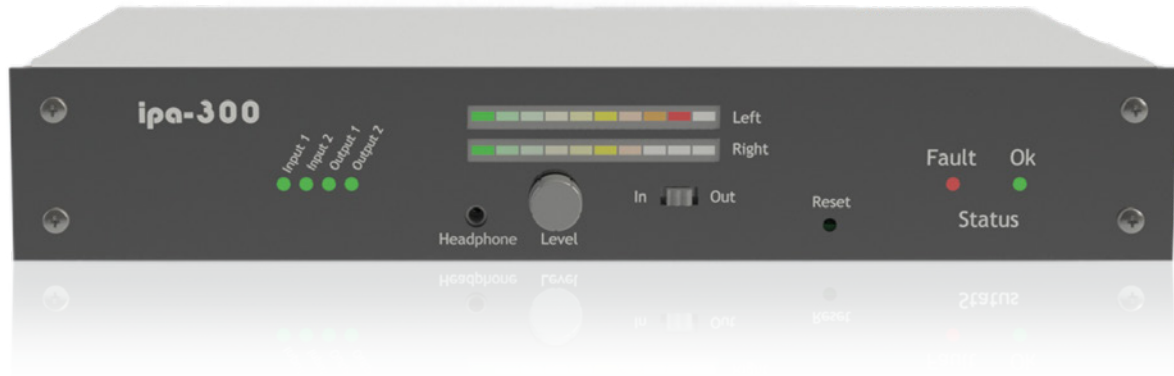 ipa-300
Input 1
Input 2
Output 1
Output 2
Left
Right
In
Out
Headphone
Level
Reset
Fault
Ok
Status